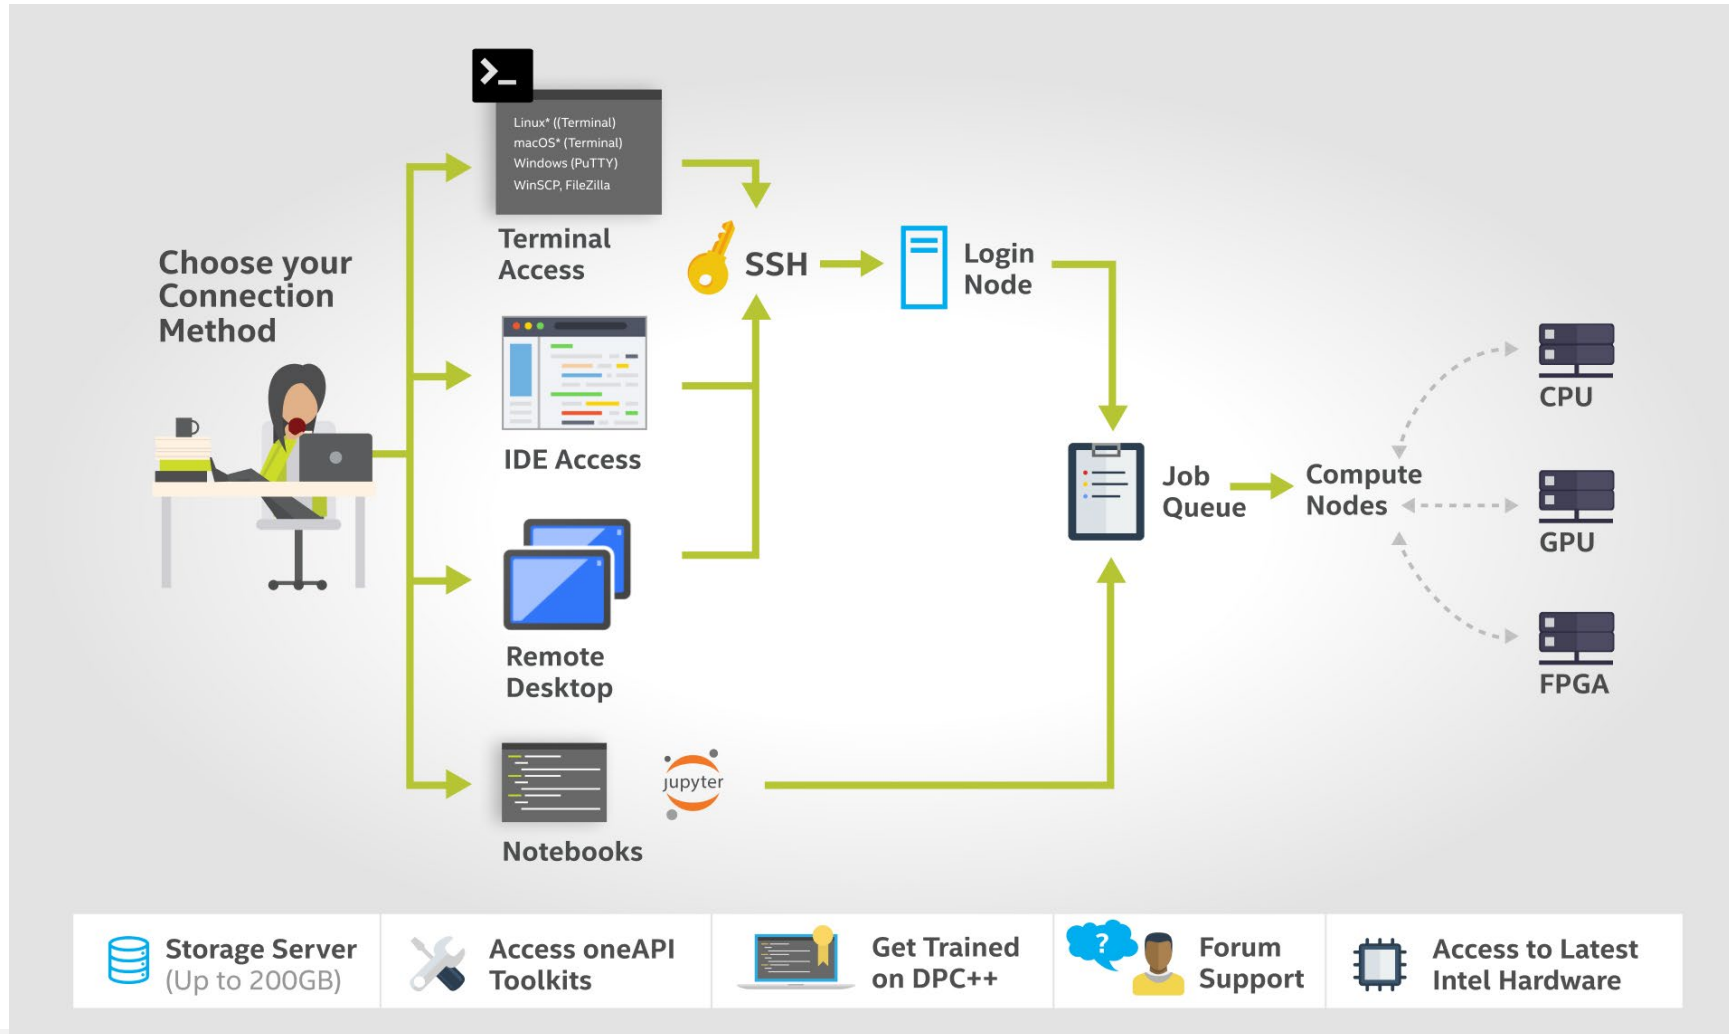 Linux* ((Terminal)
macOS* (Terminal)
Windows (PuTTY)
WinSCP, FileZilla
Terminal
Access
Choose your
Connection
Method
SSH
Login
Node
IDE Access
CPU
Job
Queue
Compute
Nodes
GPU
Remote
Desktop
FPGA
jupyter
Notebooks
Storage Server
(Up to 200GB)
Access oneAPI
Toolkits
Get Trained
on DPC++
?
Forum
Support
Access to Latest
Intel Hardware